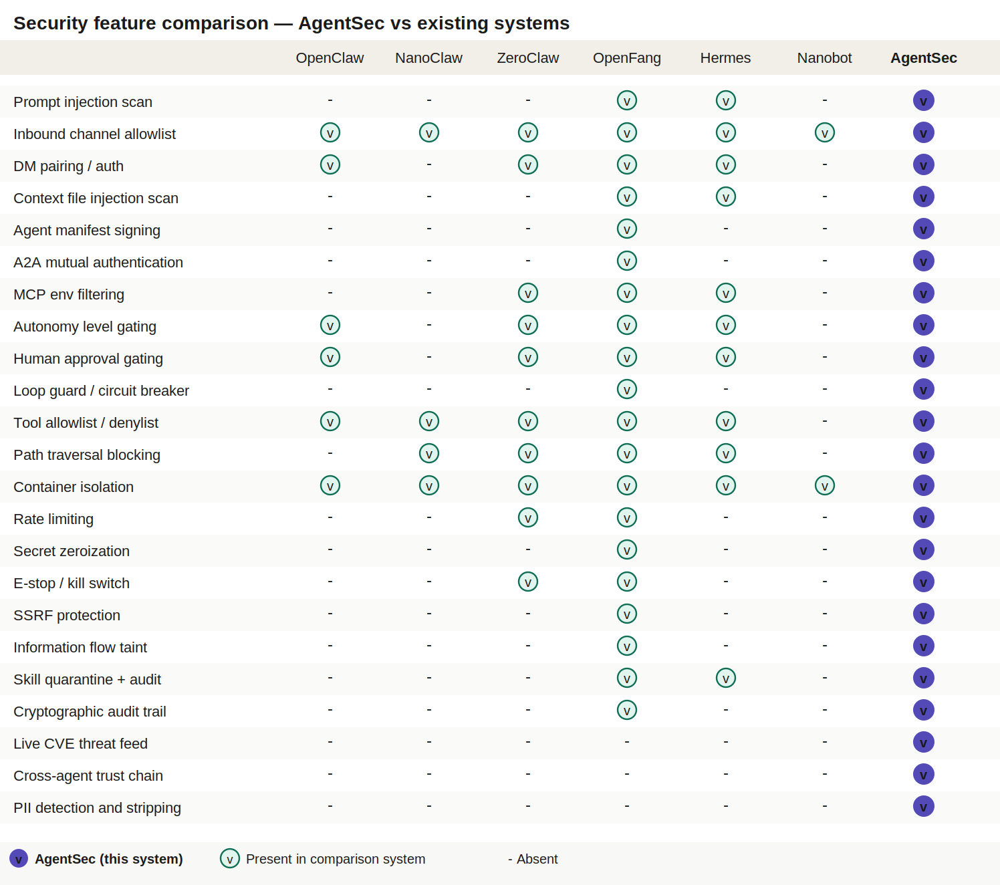 Security feature comparison — AgentSec vs existing systems
OpenClaw NanoClaw ZeroClaw OpenFang Hermes Nanobot AgentSec
Prompt injection scan - - - v v - v
Inbound channel allowlist v v v v v v v
DM pairing / auth v - v v v - v
Context file injection scan - - - v v - v
Agent manifest signing - - - v - - v
A2A mutual authentication - - - v - - v
MCP env filtering - - v v v - v
Autonomy level gating v - v v v - v
Human approval gating v - v v v - v
Loop guard / circuit breaker - - - v - - v
Tool allowlist / denylist v v v v v - v
Path traversal blocking - v v v v - v
Container isolation v v v v v v v
Rate limiting - - v v - - v
Secret zeroization - - - v - - v
E-stop / kill switch - - v v - - v
SSRF protection - - - v - - v
Information flow taint - - - v - - v
Skill quarantine + audit - - - v v - v
Cryptographic audit trail - - - v - - v
Live CVE threat feed - - - - - - v
Cross-agent trust chain - - - - - - v
PII detection and stripping - - - - - - v
v AgentSec (this system) v Present in comparison system - Absent